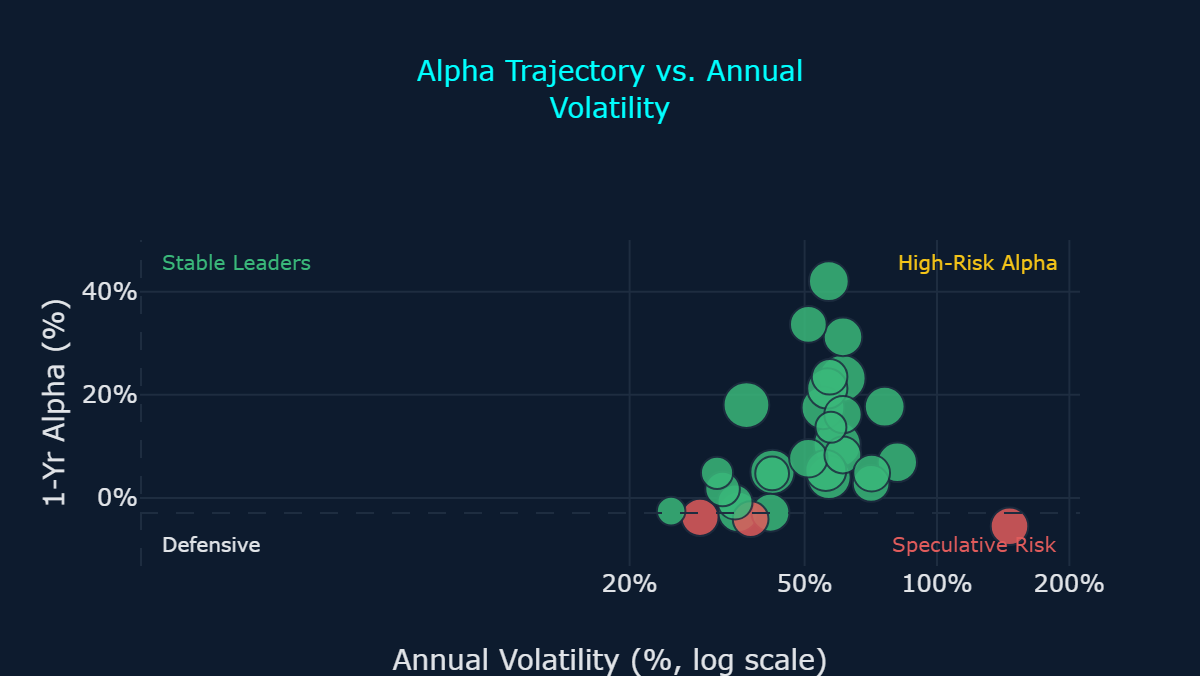 Alpha Trajectory vs. Annual
Volatility
Stable Leaders
High-Risk Alpha
40%
20%
0%
1-Yr Alpha (%)
Defensive
Speculative Risk
20%
50%
100%
200%
Annual Volatility (%, log scale)